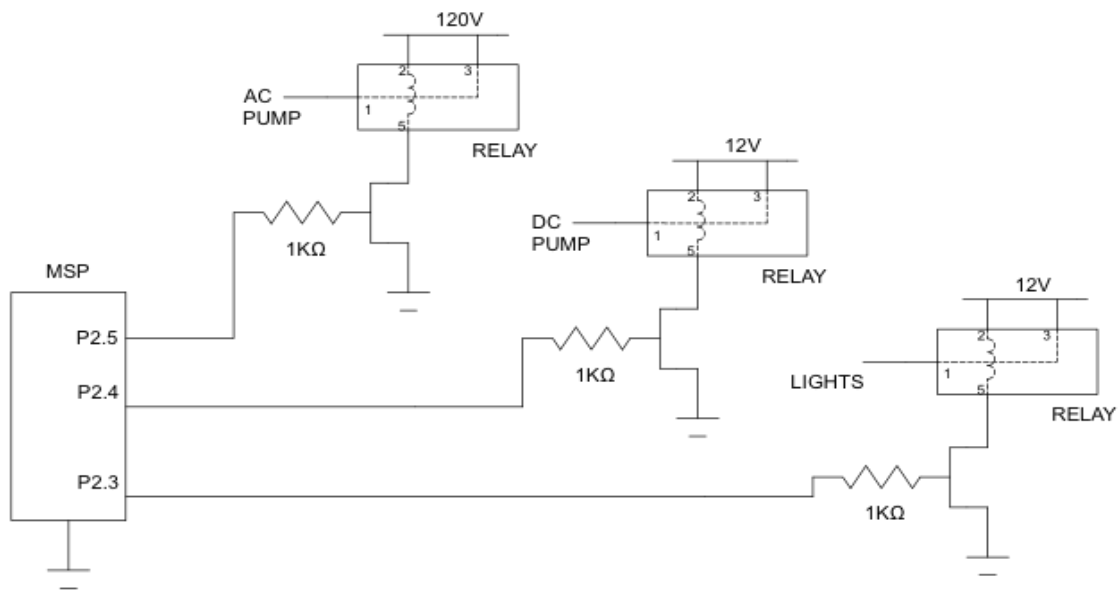 120V
2
3
AC
PUMP
1
5
RELAY
1KΩ
12V
2
3
DC
PUMP
1
5
RELAY
1KΩ
12V
2
3
LIGHTS
1
5
RELAY
1KΩ
MSP
P2.5
P2.4
P2.3